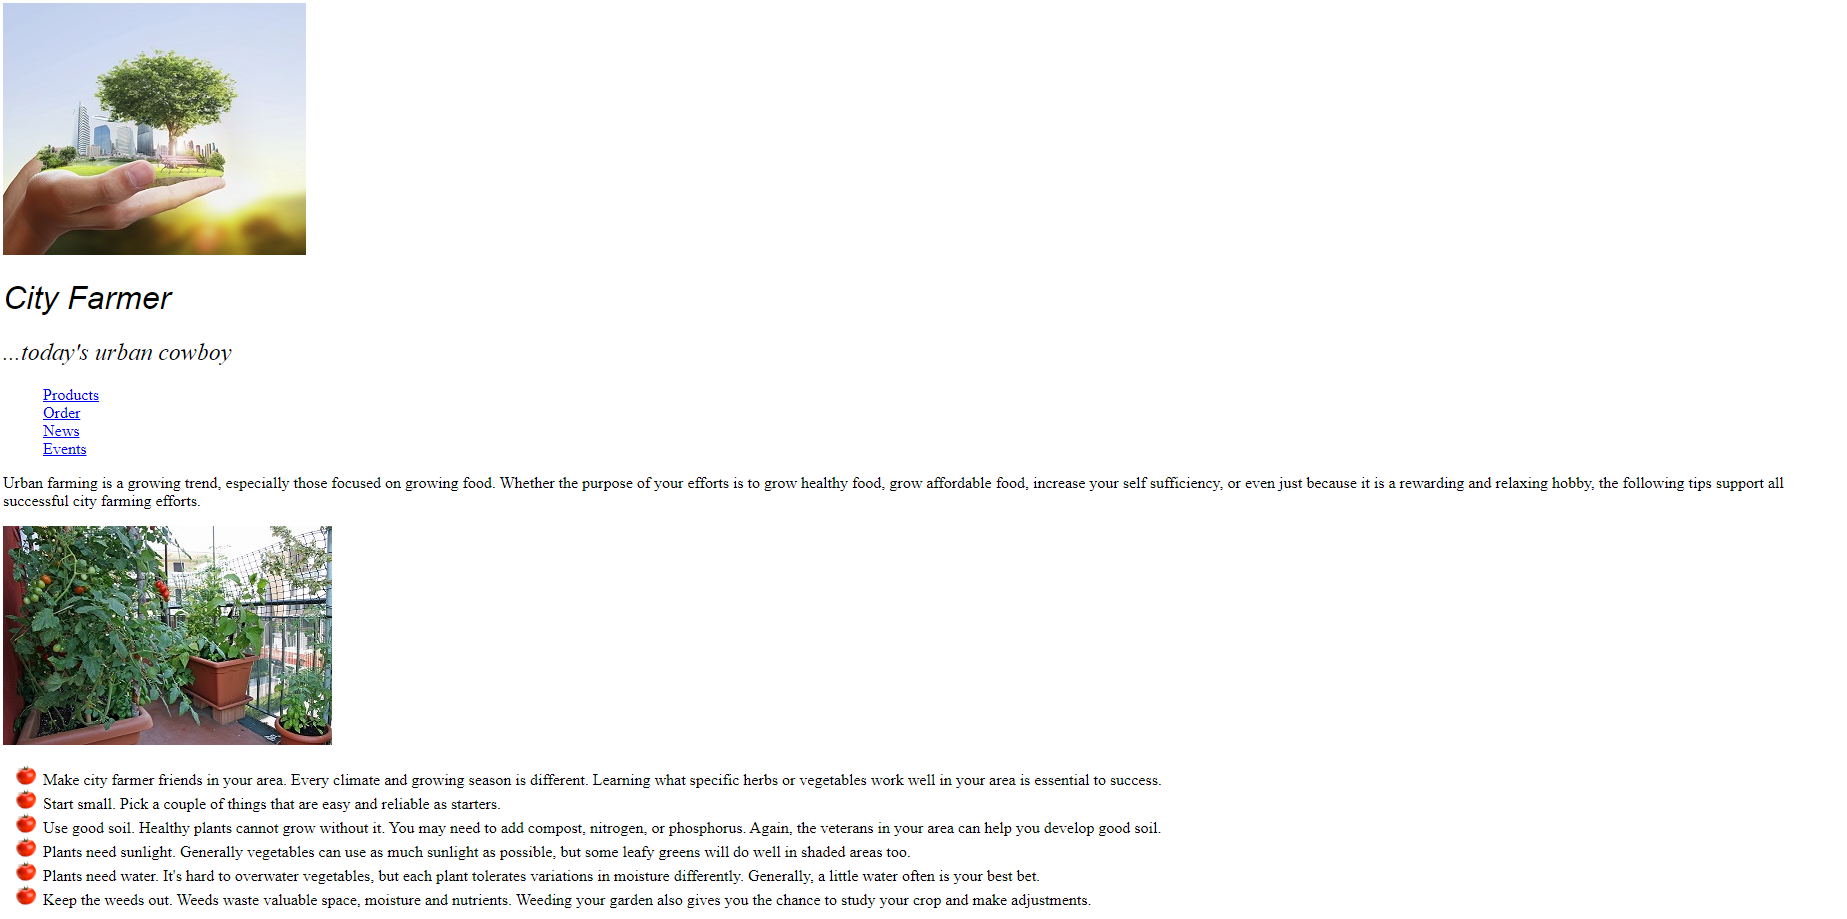 City Farmer
...today's urban cowboy
Products
Order
News
Events
Urban farming is a growing trend, especially those focused on growing food. Whether the purpose of your efforts is to grow healthy food, grow affordable food, increase your self sufficiency, or even just because it is a rewarding and relaxing hobby, the following tips support all
successful city farming efforts.
Make city farmer friends in your area. Every climate and growing season is different. Learning what specific herbs or vegetables work well in your area is essential to success.
Start small. Pick a couple of things that are easy and reliable as starters.
Use good soil. Healthy plants cannot grow without it. You may need to add compost, nitrogen, or phosphorus. Again, the veterans in your area can help you develop good soil.
Plants need sunlight. Generally vegetables can use as much sunlight as possible, but some leafy greens will do well in shaded areas too.
Plants need water. It's hard to overwater vegetables, but each plant tolerates variations in moisture differently. Generally, a little water often is your best bet.
Keep the weeds out. Weeds waste valuable space, moisture and nutrients. Weeding your garden also gives you the chance to study your crop and make adjustments.